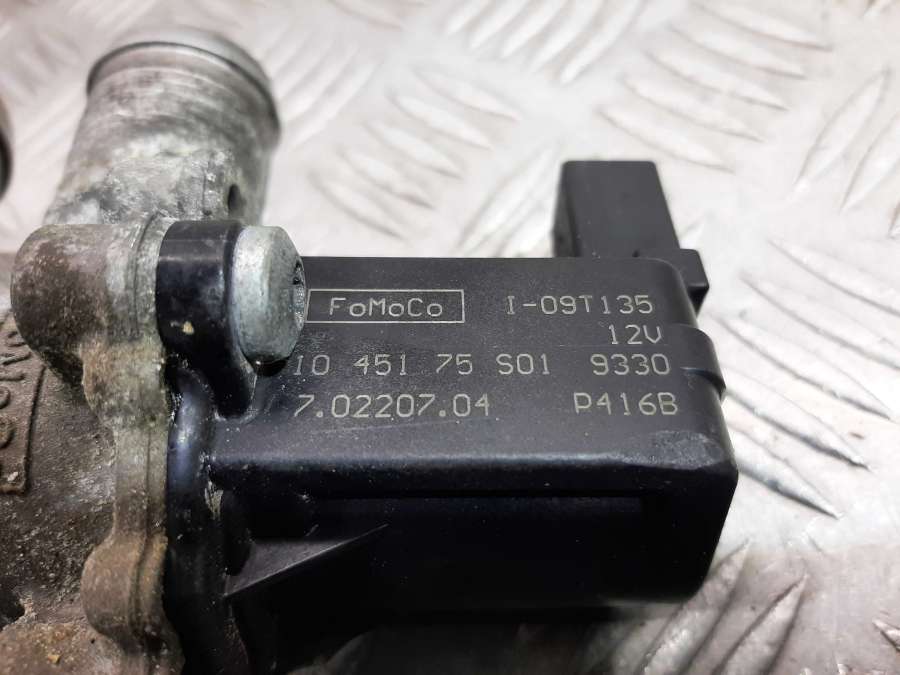 FoMoCo I-09T135
12V
10 451 75 S01 9330
7.02207.04 P416B